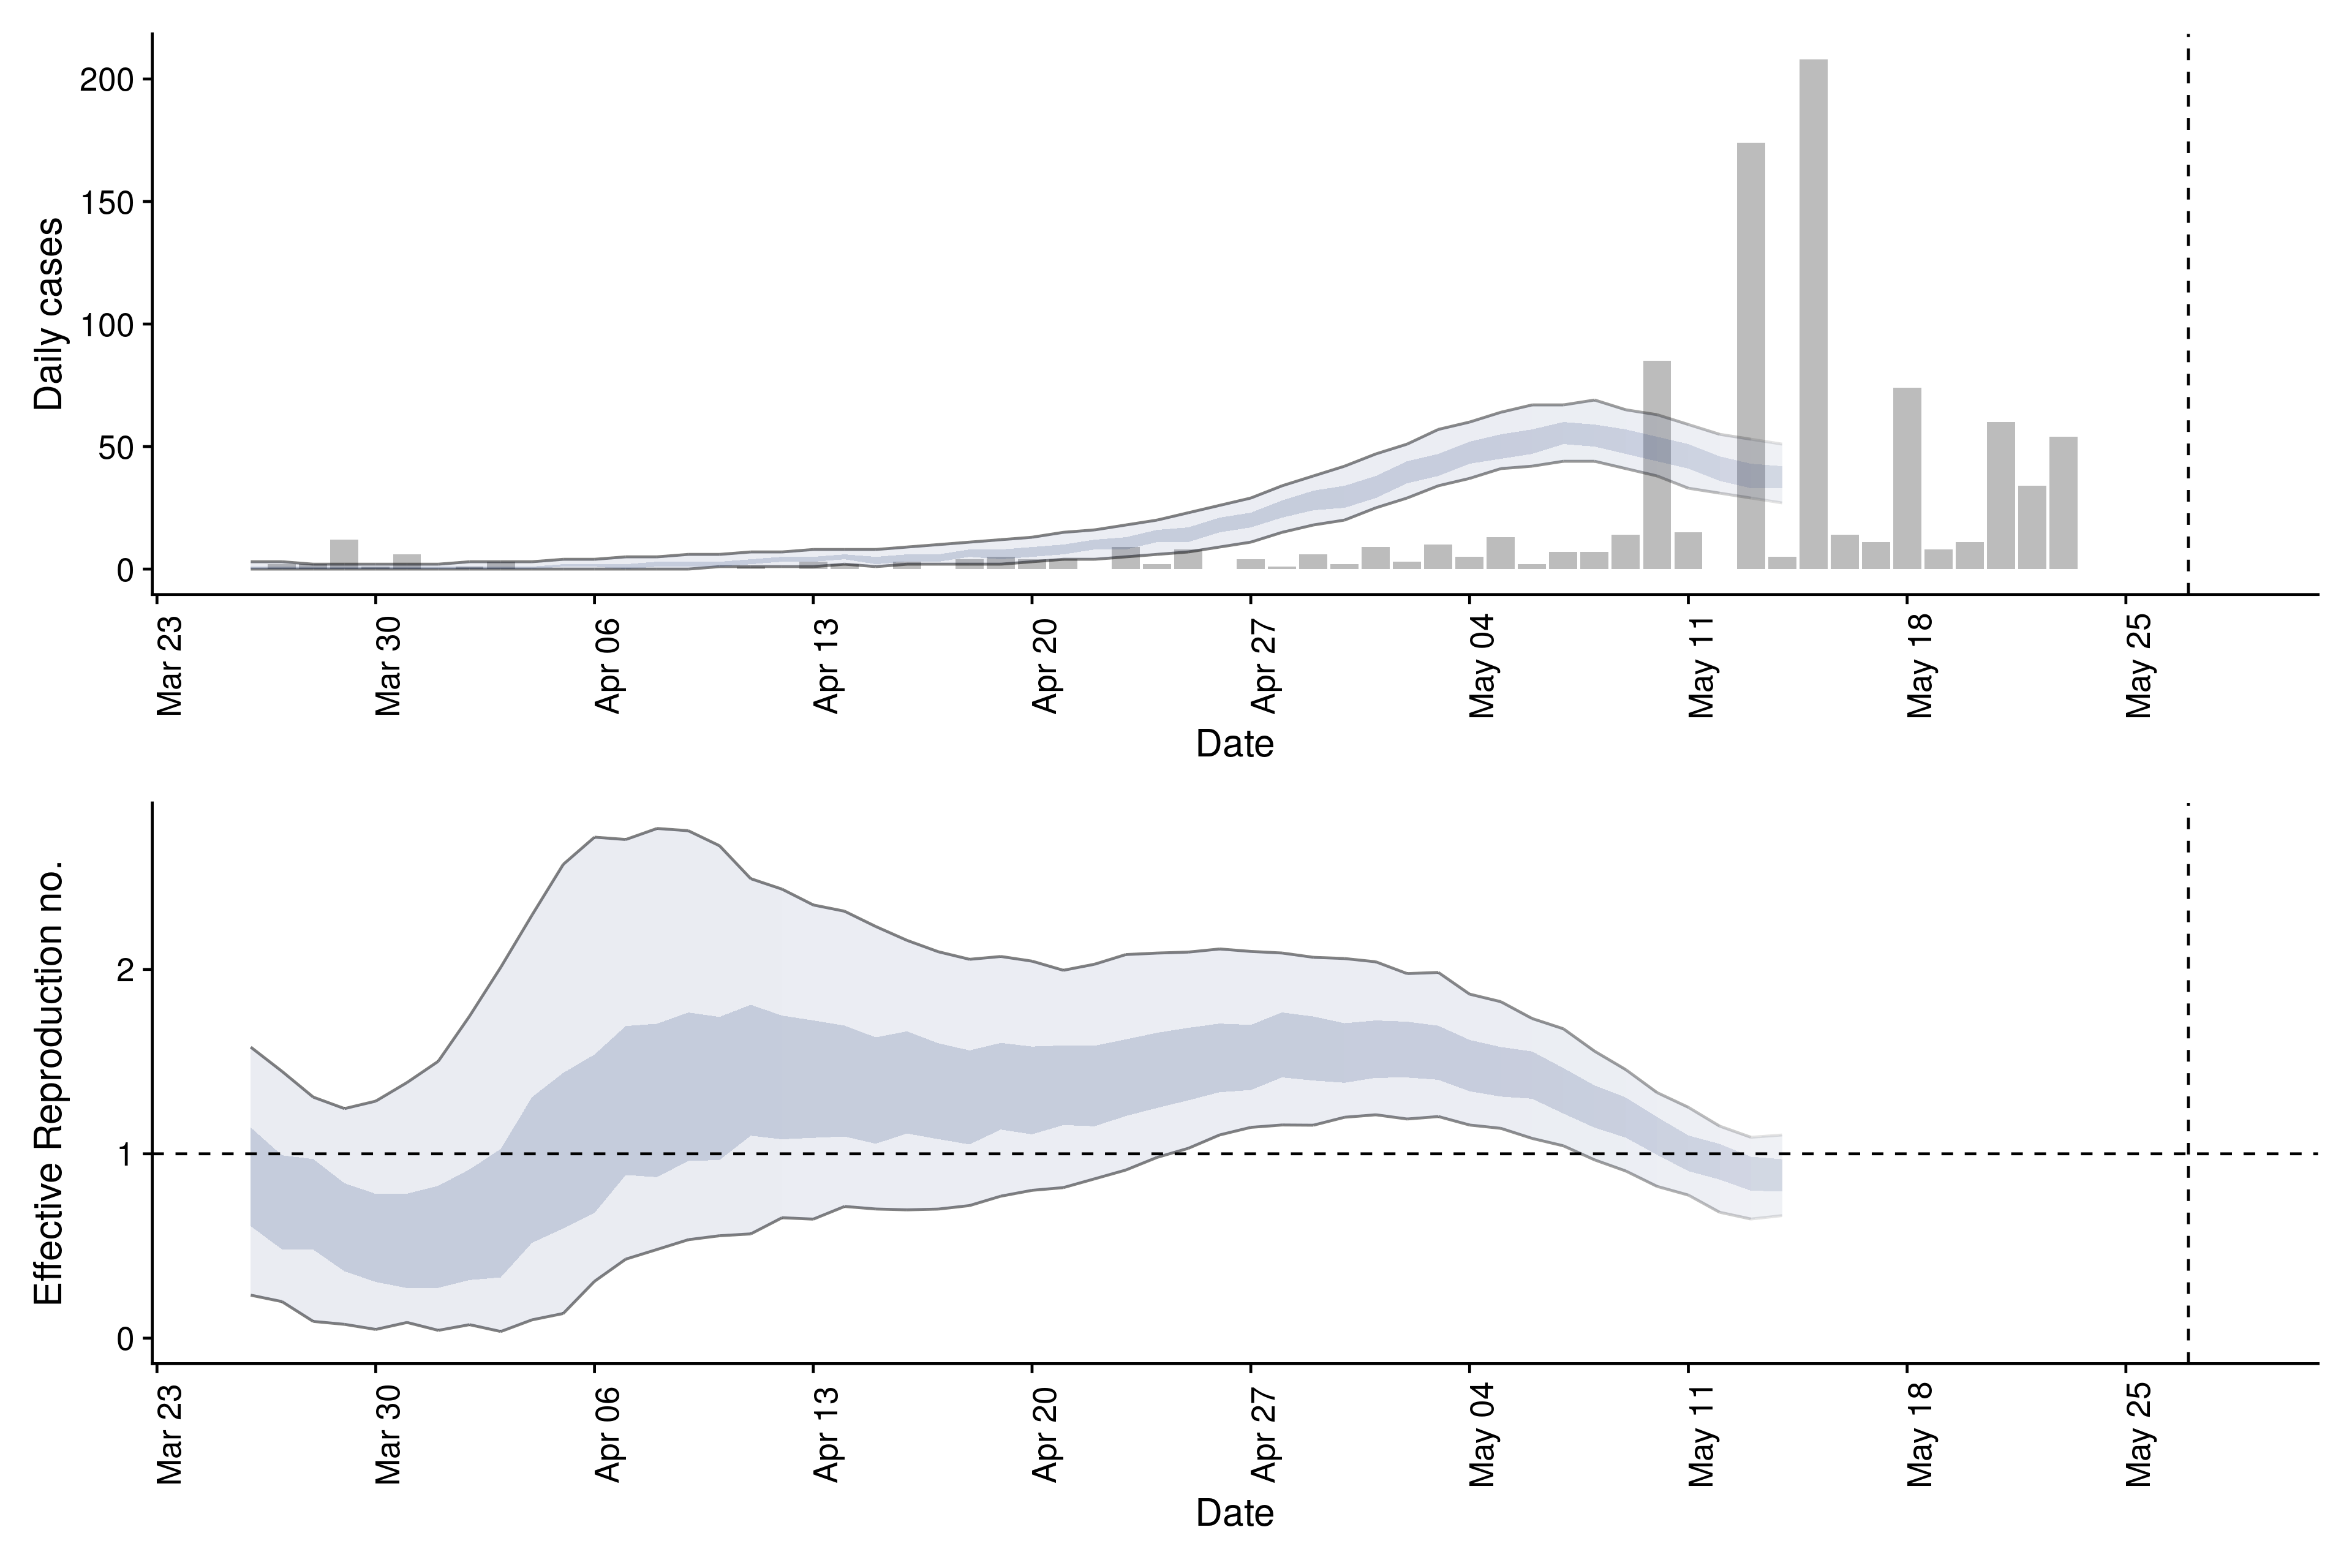 Daily cases
200
150
100
50
0
Mar 23
Mar 30
Apr 06
Apr 13
Apr 20
Apr 27
May 04
May 11
May 18
May 25
Date
Effective Reproduction no.
2
1
0
Mar 23
Mar 30
Apr 06
Apr 13
Apr 20
Apr 27
May 04
May 11
May 18
May 25
Date